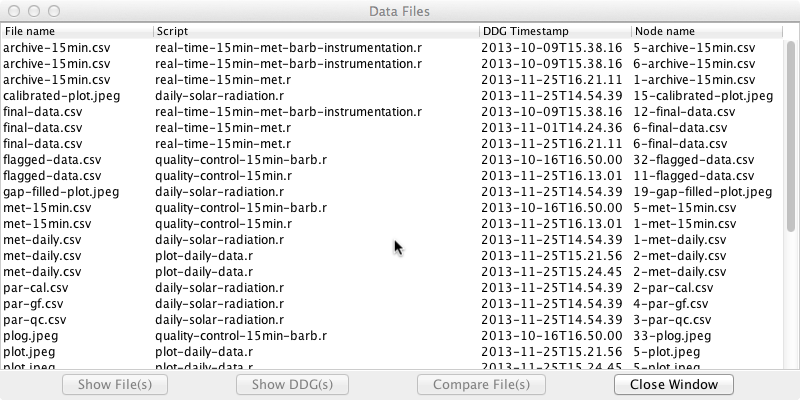 Data Files
File name Script DDG Timestamp Node name
archive-15min.csv real-time-15min-met-barb-instrumentation.r 2013-10-09T15.38.16 5-archive-15min.csv
archive-15min.csv real-time-15min-met-barb-instrumentation.r 2013-10-09T15.38.16 6-archive-15min.csv
archive-15min.csv real-time-15min-met.r 2013-11-25T16.21.11 1-archive-15min.csv
calibrated-plot.jpeg daily-solar-radiation.r 2013-11-25T14.54.39 15-calibrated-plot.jpeg
final-data.csv real-time-15min-met-barb-instrumentation.r 2013-10-09T15.38.16 12-final-data.csv
final-data.csv real-time-15min-met.r 2013-11-01T14.24.36 6-final-data.csv
final-data.csv real-time-15min-met.r 2013-11-25T16.21.11 6-final-data.csv
flagged-data.csv quality-control-15min-barb.r 2013-10-16T16.50.00 32-flagged-data.csv
flagged-data.csv quality-control-15min.r 2013-11-25T16.13.01 11-flagged-data.csv
gap-filled-plot.jpeg daily-solar-radiation.r 2013-11-25T14.54.39 19-gap-filled-plot.jpeg
met-15min.csv quality-control-15min-barb.r 2013-10-16T16.50.00 5-met-15min.csv
met-15min.csv quality-control-15min.r 2013-11-25T16.13.01 1-met-15min.csv
met-daily.csv daily-solar-radiation.r 2013-11-25T14.54.39 1-met-daily.csv
met-daily.csv plot-daily-data.r 2013-11-25T15.21.56 2-met-daily.csv
met-daily.csv plot-daily-data.r 2013-11-25T15.24.45 2-met-daily.csv
par-cal.csv daily-solar-radiation.r 2013-11-25T14.54.39 2-par-cal.csv
par-gf.csv daily-solar-radiation.r 2013-11-25T14.54.39 4-par-gf.csv
par-qc.csv daily-solar-radiation.r 2013-11-25T14.54.39 3-par-qc.csv
plog.jpeg quality-control-15min-barb.r 2013-10-16T16.50.00 33-plog.jpeg
plot.jpeg plot-daily-data.r 2013-11-25T15.21.56 5-plot.jpeg
plot.jpeg plot-daily-data.r 2013-11-25T15.24.45 5-plot.jpeg
Show File(s) Show DDG(s) Compare File(s) Close Window